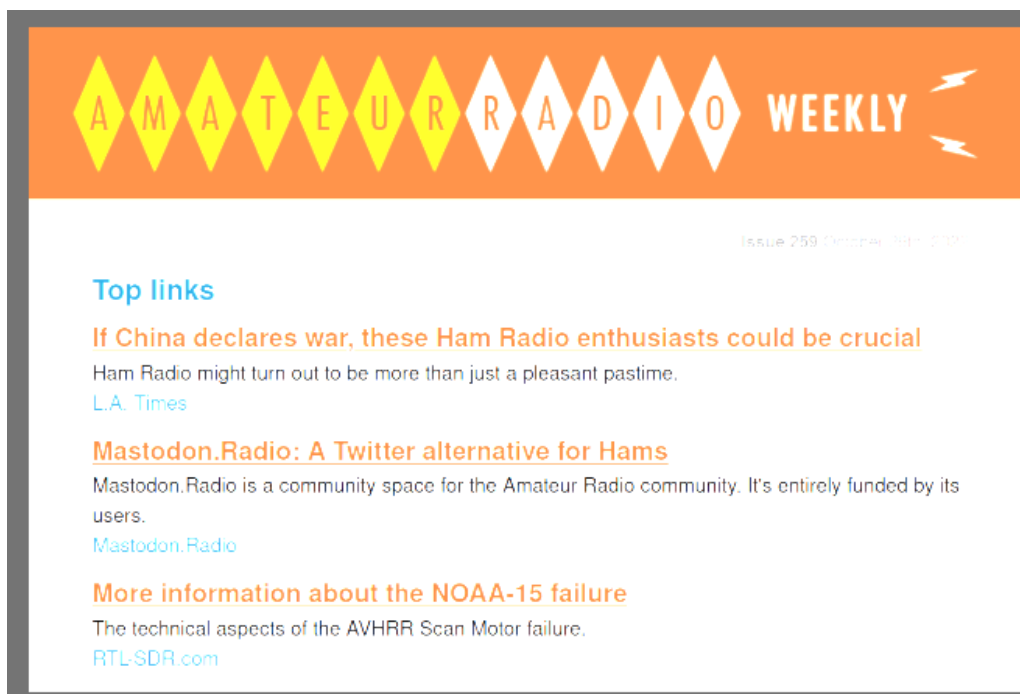 AMATEUR RADIO WEEKLY
Issue 259
Top links
If China declares war, these Ham Radio enthusiasts could be crucial
Ham Radio might turn out to be more than just a pleasant pastime.
L.A. Times
Mastodon.Radio: A Twitter alternative for Hams
Mastodon.Radio is a community space for the Amateur Radio community. It's entirely funded by its
users.
Mastodon.Radio
More information about the NOAA-15 failure
The technical aspects of the AVHRR Scan Motor failure.
RTL-SDR.com